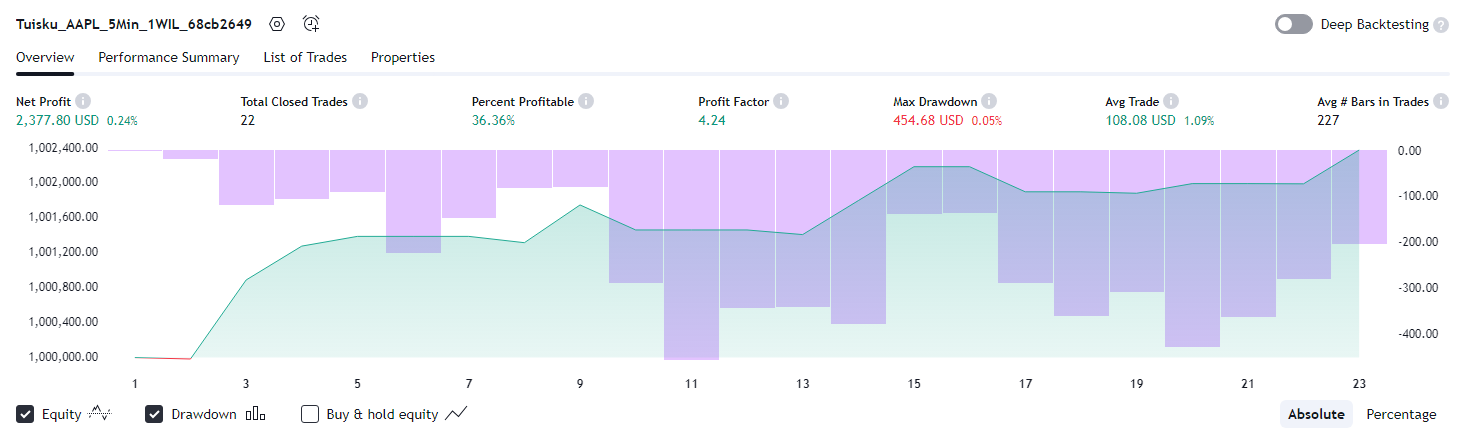 Tuisku_AAPL_5Min_1WIL_68cb2649
Deep Backtesting ?
Overview Performance Summary List of Trades Properties
Net Profit i Total Closed Trades i Percent Profitable i Profit Factor i Max Drawdown i Avg Trade i Avg # Bars in Trades i
2,377.80 USD 0.24% 22 36.36% 4.24 454.68 USD 0.05% 108.08 USD 1.09% 227
1,002,400.00 0.00
1,002,000.00 -100.00
1,001,600.00
1,001,200.00 -200.00
1,000,800.00 -300.00
1,000,400.00 -400.00
1,000,000.00
1 3 5 7 9 11 13 15 17 19 21 23
Equity Drawdown Buy & hold equity Absolute Percentage